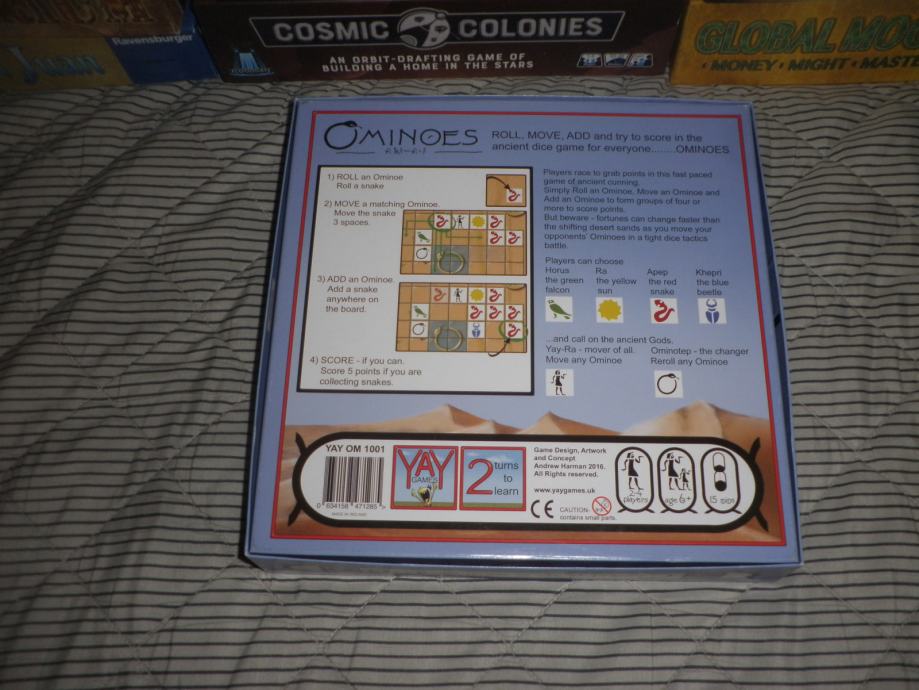 Ravensburger
Juan
COSMIC COLONIES
AN ORBIT-DRAFTING GAME OF
BUILDING A HOME IN THE STARS
GLOBAL
• MONEY • MIGHT •
OMINOES
ROLL, MOVE, ADD and try to score in the
ancient dice game for everyone.......OMINOES
1) ROLL an Ominoe
Roll a snake
2) MOVE a matching Ominoe.
Move the snake
3 spaces.
3) ADD an Ominoe.
Add a snake
anywhere on
the board.
4) SCORE - if you can.
Score 5 points if you are
collecting snakes.
Players race to grab points in this fast paced
game of ancient cunning.
Simply Roll an Ominoe, Move an Ominoe and
Add an Ominoe to form groups of four or
more to score points.
But beware - fortunes can change faster than
the shifting desert sands as you move your
opponents' Ominoes in a tight dice tactics
battle.
Players can choose
Horus
the green
falcon
Ra
the yellow
sun
Apep
the red
snake
Khepri
the blue
beetle
...and call on the ancient Gods.
Yay-Ra - mover of all.
Move any Ominoe
Ominotep - the changer
Reroll any Ominoe
YAY OM 1001
0 634158 471285 >
MADE IN IRELAND
YAY
GAMES
2 turns
to
learn
Game Design, Artwork
and Concept
Andrew Harman 2016.
All Rights reserved.
www.yaygames.uk
CE
CAUTION-
contains small parts.
2-4
players
age 6+
15 mins